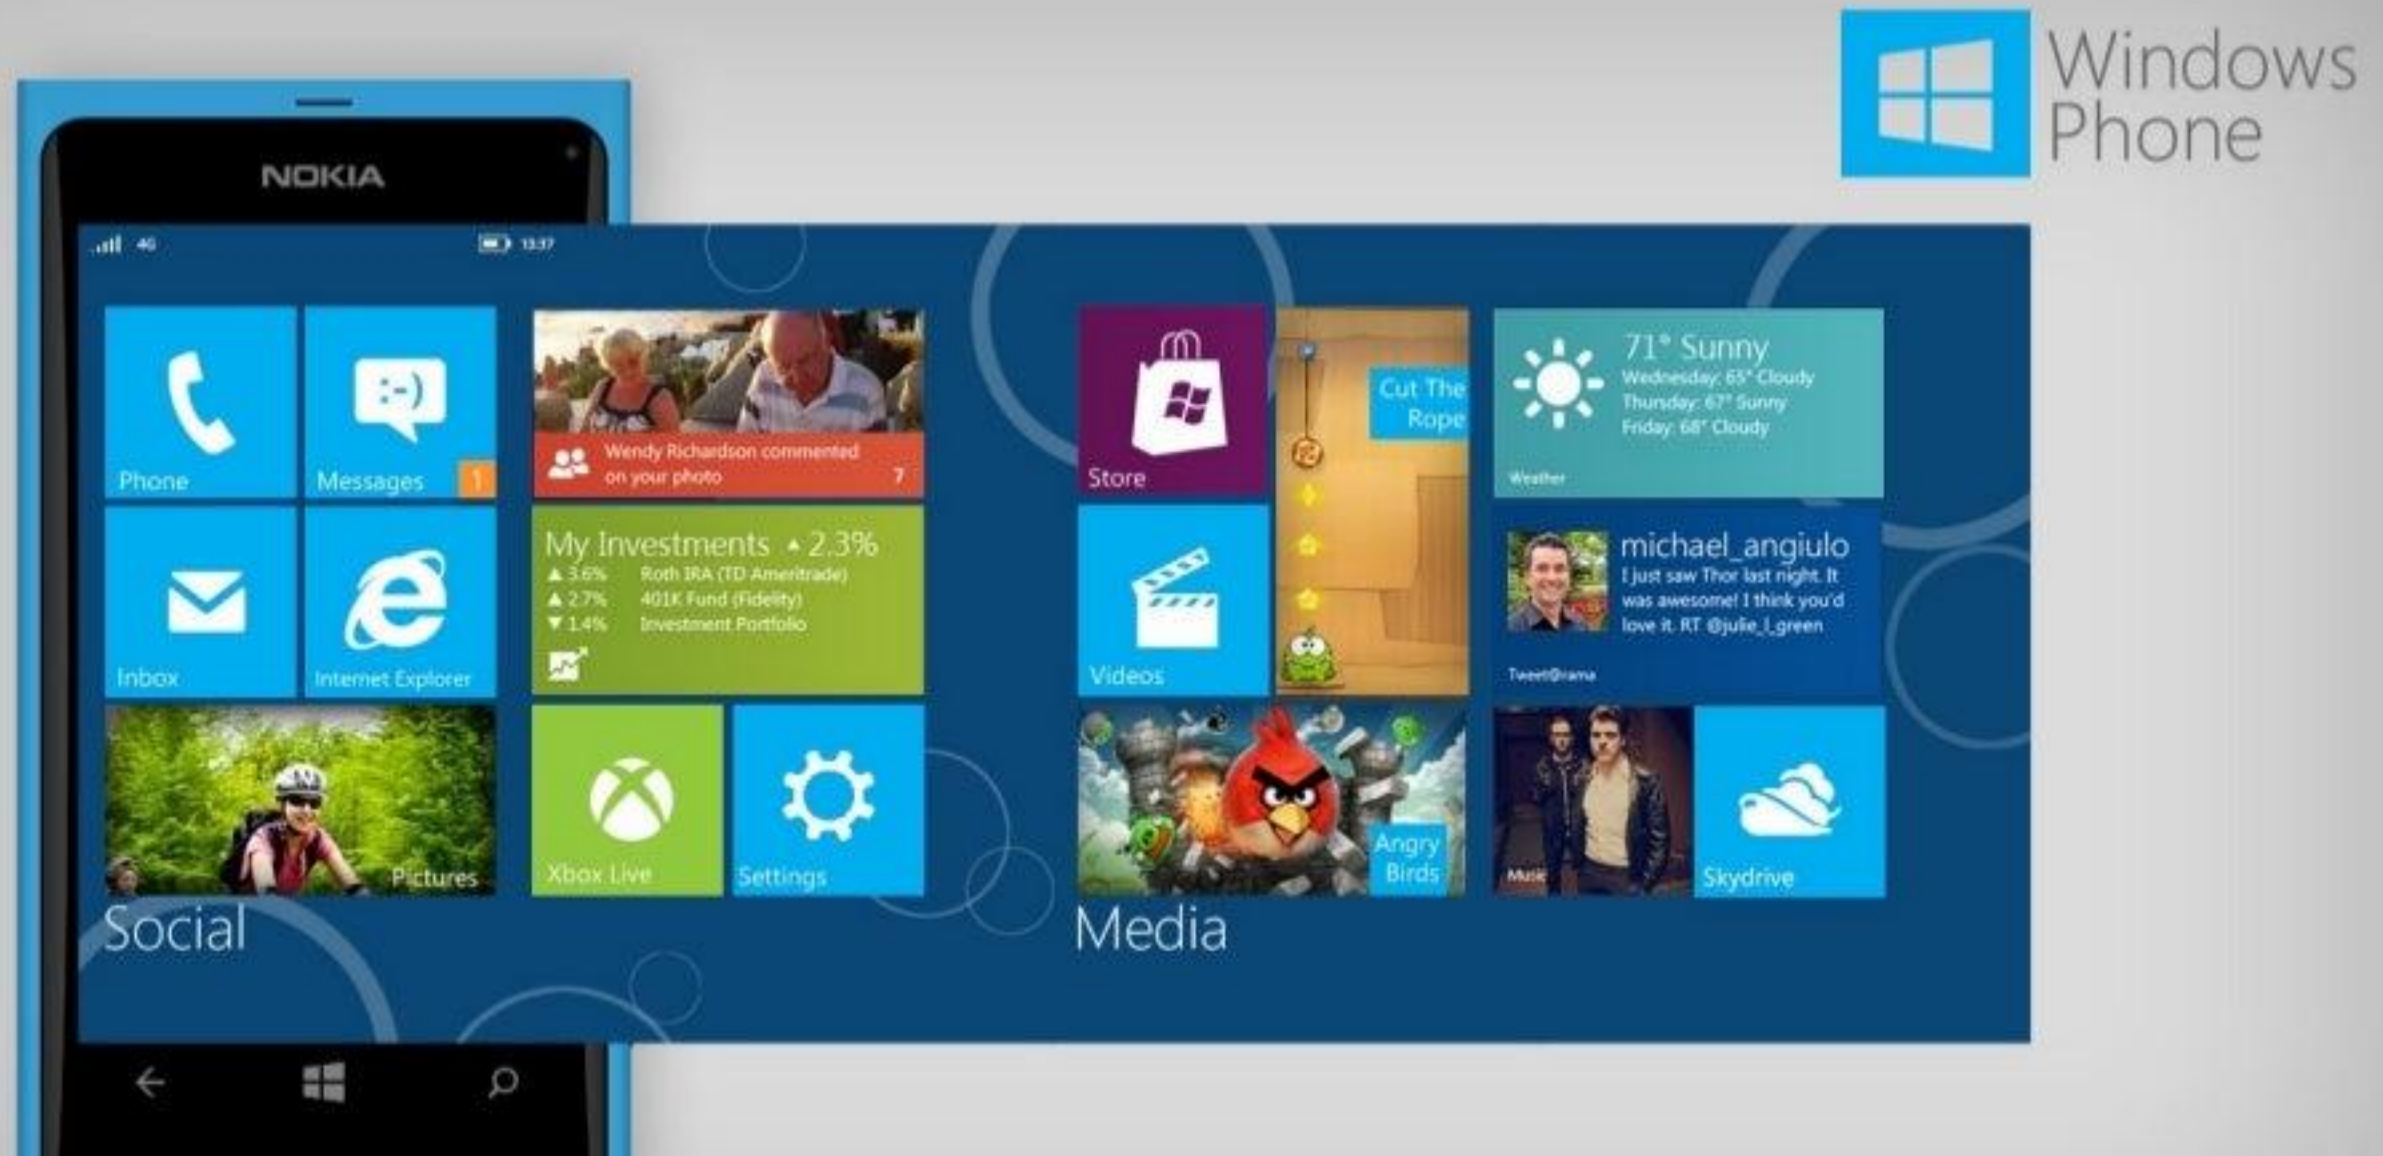 Windows
Phone
NOKIA
4G
13:37
Phone
:-)
Messages
1
Inbox
Internet Explorer
Pictures
Social
Wendy Richardson commented
on your photo
7
My Investments ▲ 2.3%
▲ 3.6% Roth IRA (TD Ameritrade)
▲ 2.7% 401K Fund (Fidelity)
▼ 1.4% Investment Portfolio
Xbox Live
Settings
Store
Cut The
Rope
Videos
Angry
Birds
Media
71° Sunny
Wednesday: 65° Cloudy
Thursday: 67° Sunny
Friday: 68° Cloudy
Weather
michael_angiulo
I just saw Thor last night. It
was awesome! I think you'd
love it. RT @julie_l_green
Tweet@rama
Music
Skydrive